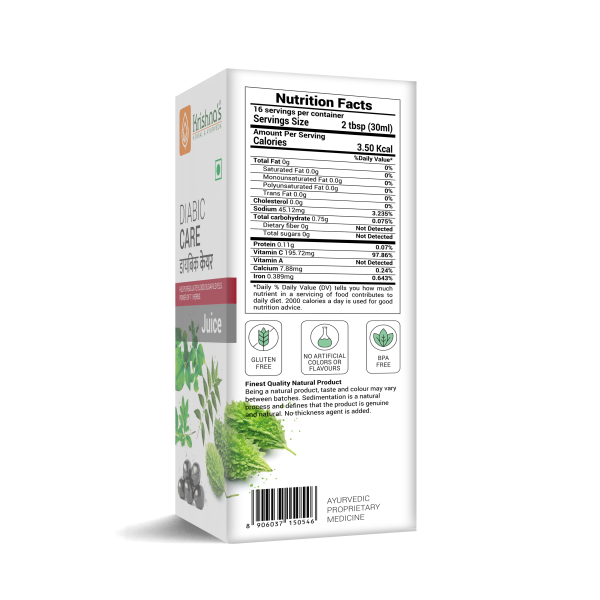 Krishna's
HERBAL & AYURVEDA
DIABIC
CARE
डायबिक केयर
Juice
Nutrition Facts
16 servings per container
Servings Size 2 tbsp (30ml)
Amount Per Serving
Calories 3.50 Kcal
%Daily Value*
Total Fat 0g 0%
Saturated Fat 0.0g 0%
Monounsaturated Fat 0.0g 0%
Polyunsaturated Fat 0.0g 0%
Trans Fat 0.0g 0%
Cholesterol 0.0g 0%
Sodium 45.12mg 3.235%
Total carbohydrate 0.75g 0.075%
Dietary fiber 0g Not Detected
Total sugars 0g Not Detected
Protein 0.11g 0.07%
Vitamin C 195.72mg 97.86%
Vitamin A Not Detected
Calcium 7.88mg 0.24%
Iron 0.389mg 0.643%
*Daily % Daily Value (DV) tells you how much
nutrient in a servicing of food contributes to
daily diet. 2000 calories a day is used for good
nutrition advice.
GLUTEN
FREE
NO ARTIFICIAL
COLORS OR
FLAVOURS
BPA
FREE
Finest Quality Natural Product
Being a natural product, taste and colour may vary
between batches. Sedimentation is a natural
process and defines that the product is genuine
and natural. No thickness agent is added.
8 906037 150546
AYURVEDIC
PROPRIETARY
MEDICINE